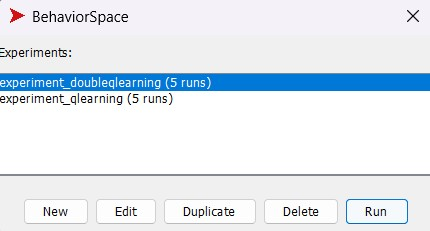 BehaviorSpace
Experiments:
experiment_doubleqlearning (5 runs)
experiment_qlearning (5 runs)
New Edit Duplicate Delete Run